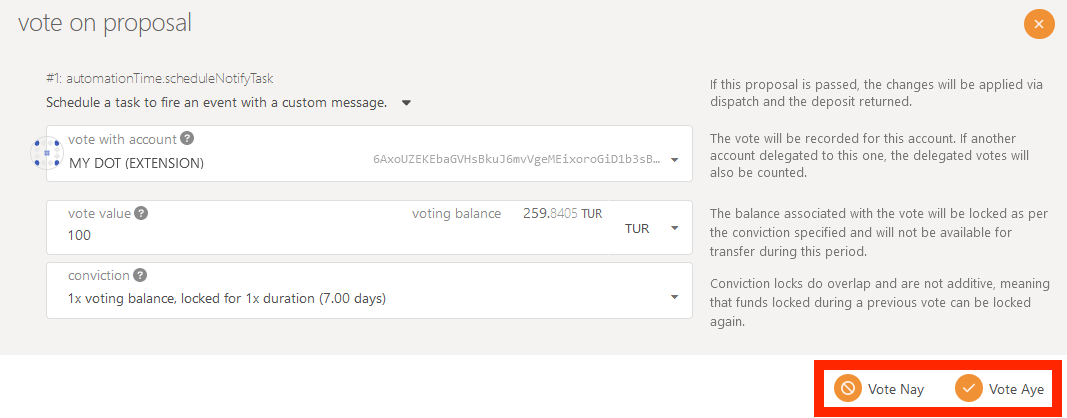 vote on proposal
#1: automationTime.scheduleNotifyTask
Schedule a task to fire an event with a custom message.
If this proposal is passed, the changes will be applied via
dispatch and the deposit returned.
vote with account ?
MY DOT (EXTENSION)
6AxoUZEKEbaGVHsBkuJ6mvVgeMEixoroGiD1b3sB…
The vote will be recorded for this account. If another
account delegated to this one, the delegated votes will
also be counted.
vote value ?
100
voting balance 259.8405 TUR
TUR
The balance associated with the vote will be locked as per
the conviction specified and will not be available for
transfer during this period.
conviction ?
1x voting balance, locked for 1x duration (7.00 days)
Conviction locks do overlap and are not additive, meaning
that funds locked during a previous vote can be locked
again.
Vote Nay
Vote Aye